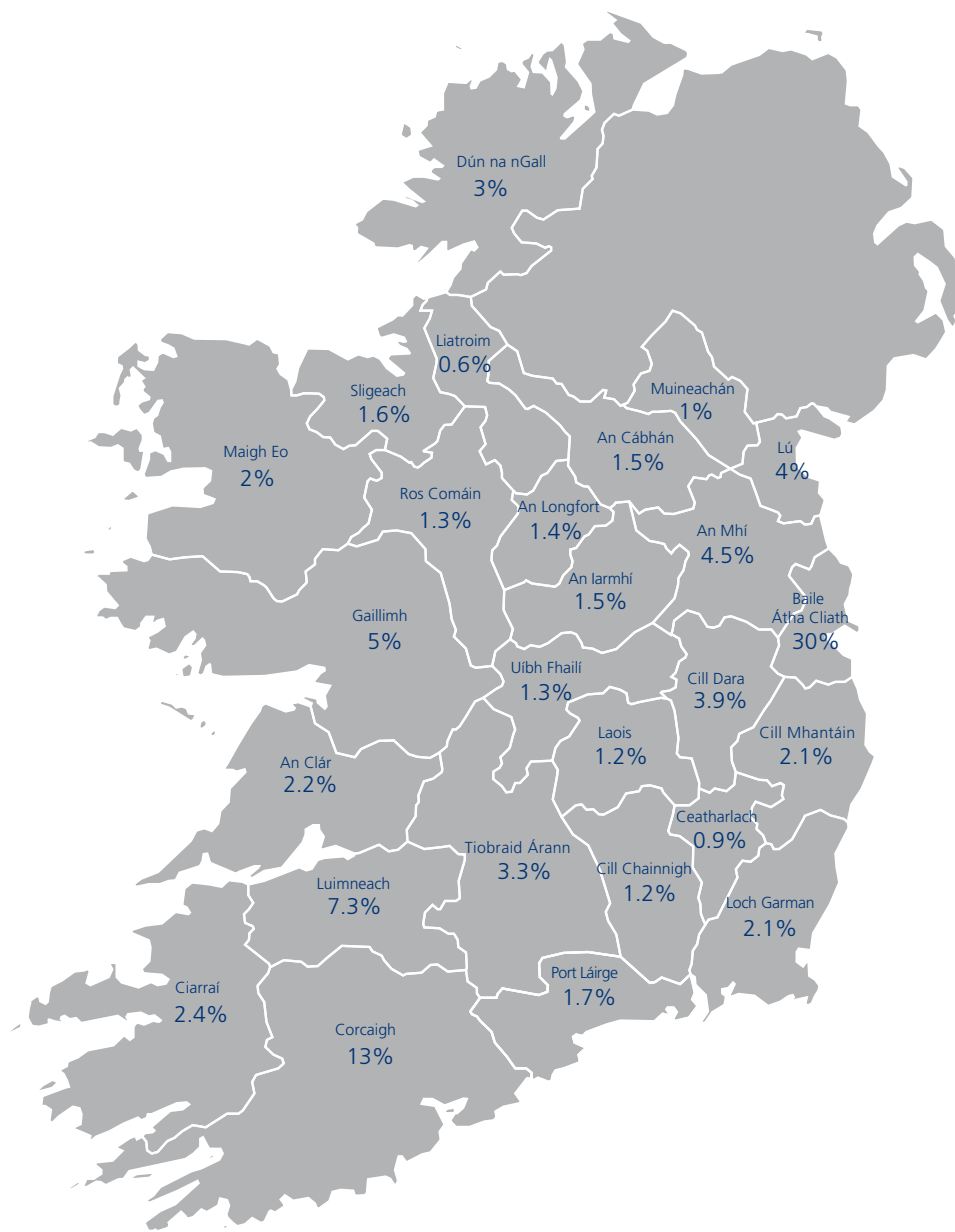 Dún na nGall
3%
Liatroim
0.6%
Sligeach
1.6%
Muineachán
1%
An Cábhán
1.5%
Lú
4%
Maigh Eo
2%
Ros Comáin
1.3%
An Longfort
1.4%
An Mhí
4.5%
An Iarmhí
1.5%
Baile
Átha Cliath
30%
Gaillimh
5%
Uíbh Fhailí
1.3%
Cill Dara
3.9%
Laois
1.2%
Cill Mhantáin
2.1%
An Clár
2.2%
Ceatharlach
0.9%
Tiobraid Árann
3.3%
Cill Chainnigh
1.2%
Luimneach
7.3%
Loch Garman
2.1%
Port Láirge
1.7%
Ciarraí
2.4%
Corcaigh
13%